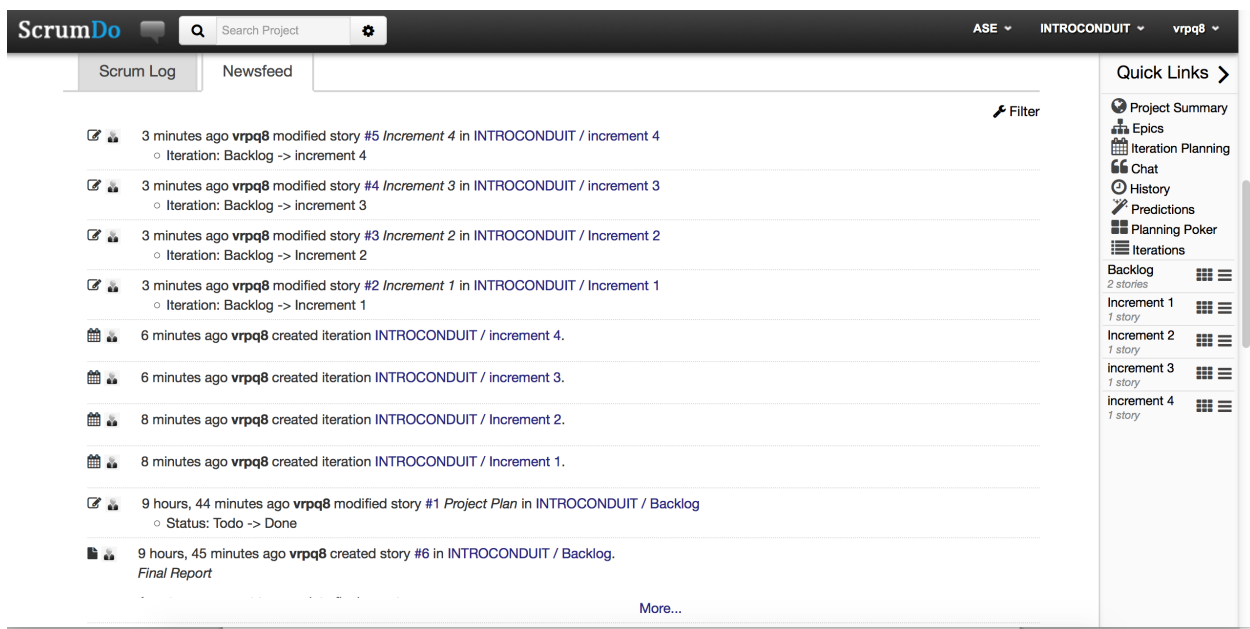 ScrumDo
Search Project
ASE
INTROCONDUIT
vrpq8
Scrum Log
Newsfeed
Filter
3 minutes ago vrpq8 modified story #5 Increment 4 in INTROCONDUIT / increment 4
○ Iteration: Backlog -> increment 4
3 minutes ago vrpq8 modified story #4 Increment 3 in INTROCONDUIT / increment 3
○ Iteration: Backlog -> increment 3
3 minutes ago vrpq8 modified story #3 Increment 2 in INTROCONDUIT / Increment 2
○ Iteration: Backlog -> Increment 2
3 minutes ago vrpq8 modified story #2 Increment 1 in INTROCONDUIT / Increment 1
○ Iteration: Backlog -> Increment 1
6 minutes ago vrpq8 created iteration INTROCONDUIT / increment 4.
6 minutes ago vrpq8 created iteration INTROCONDUIT / increment 3.
8 minutes ago vrpq8 created iteration INTROCONDUIT / Increment 2.
8 minutes ago vrpq8 created iteration INTROCONDUIT / Increment 1.
9 hours, 44 minutes ago vrpq8 modified story #1 Project Plan in INTROCONDUIT / Backlog
○ Status: Todo -> Done
9 hours, 45 minutes ago vrpq8 created story #6 in INTROCONDUIT / Backlog.
Final Report
More...
Quick Links
Project Summary
Epics
Iteration Planning
Chat
History
Predictions
Planning Poker
Iterations
Backlog
2 stories
Increment 1
1 story
Increment 2
1 story
increment 3
1 story
increment 4
1 story